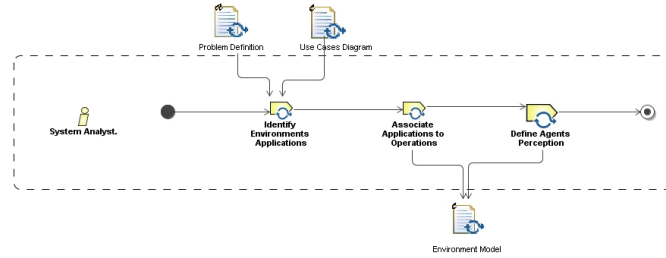 Problem Definition
Use Cases Diagram
System Analyst.
Identify
Environments
Applications
Associate
Applications to
Operations
Define Agents
Perception
Environment Model